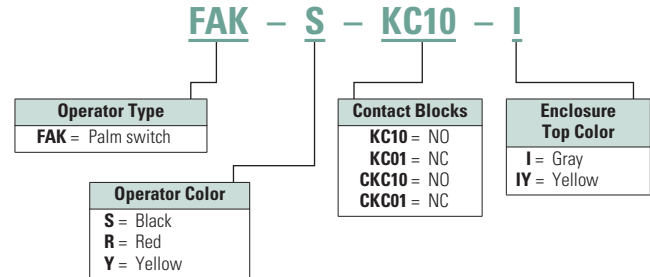 FAK – S – KC10 – I
Operator Type
FAK = Palm switch
Operator Color
S = Black
R = Red
Y = Yellow
Contact Blocks
KC10 = NO
KC01 = NC
CKC10 = NO
CKC01 = NC
Enclosure
Top Color
I = Gray
IY = Yellow